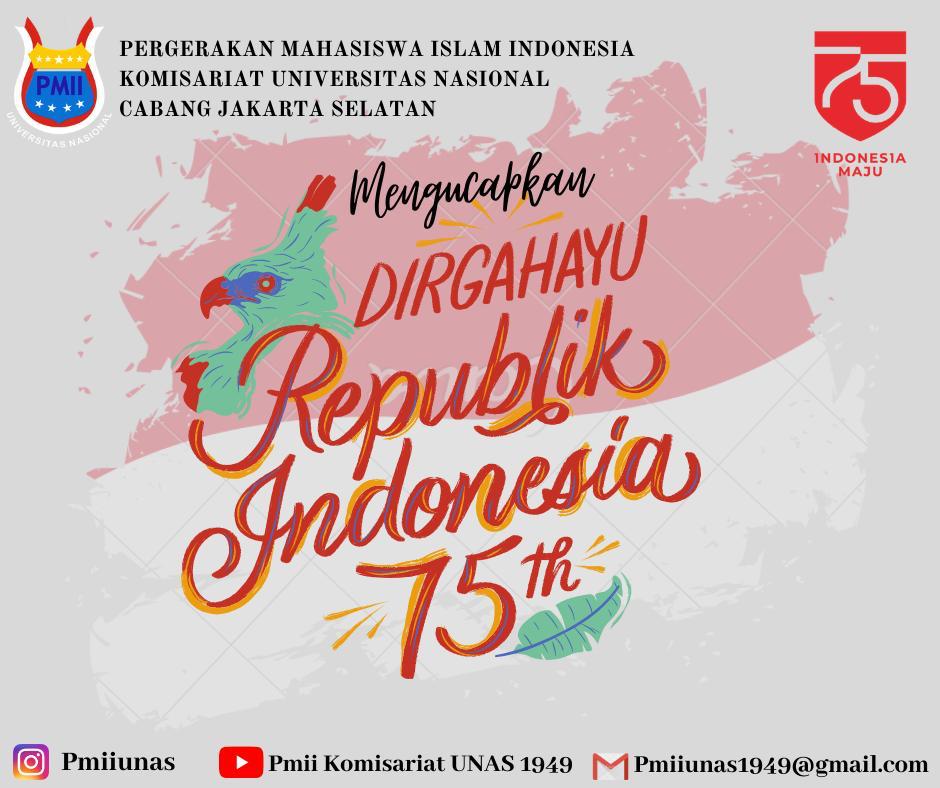 PERGERAKAN MAHASISWA ISLAM INDONESIA
KOMISARIAT UNIVERSITAS NASIONAL
CABANG JAKARTA SELATAN
PMII
UNIVERSITAS NASIONAL
75
INDONESIA
MAJU
Mengucapkan
DIRGAHAYU
Republik
Indonesia
75th
Pmiiunas
Pmii Komisariat UNAS 1949
Pmiiunas1949@gmail.com